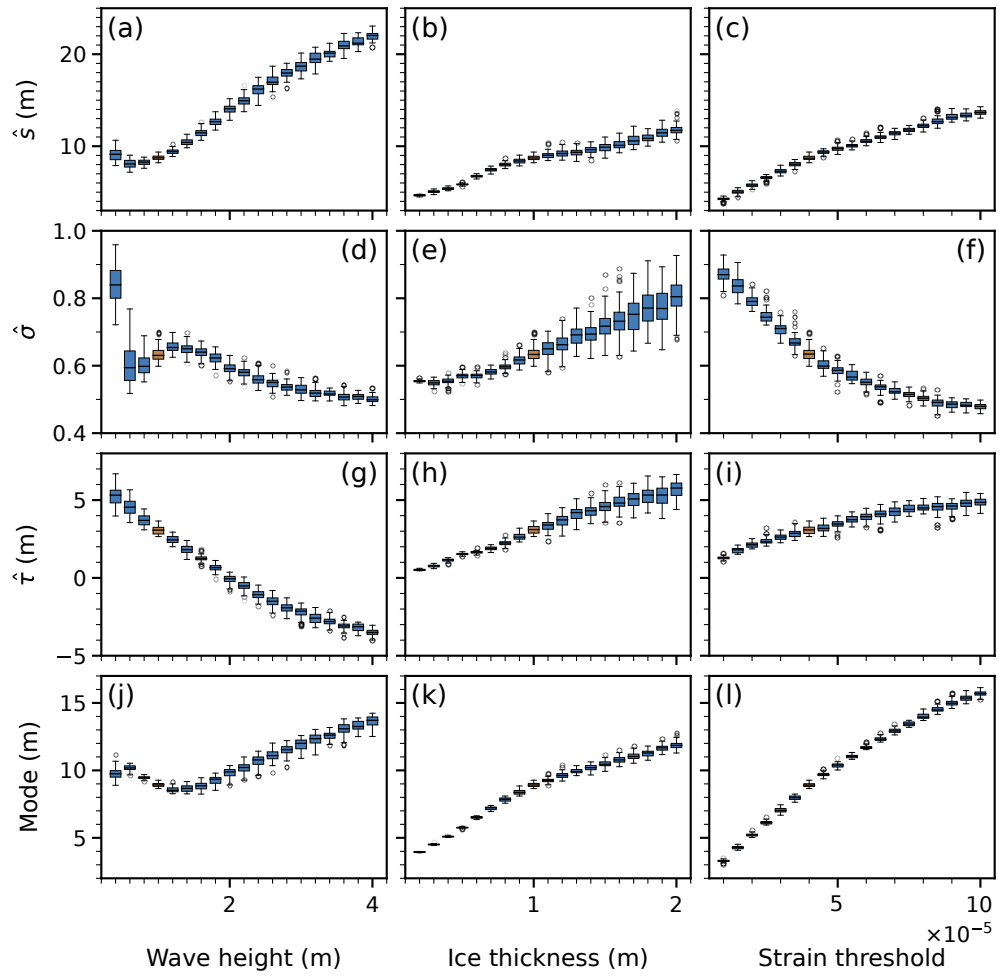 (a) (b) (c)
20
10
ŝ (m)
(d) (e) (f)
1.0
0.8
0.6
0.4
σ̂
(g) (h) (i)
5
0
−5
τ̂ (m)
(j) (k) (l)
15
10
5
Mode (m)
2 4 1 2 5 10
×10⁻⁵
Wave height (m) Ice thickness (m) Strain threshold